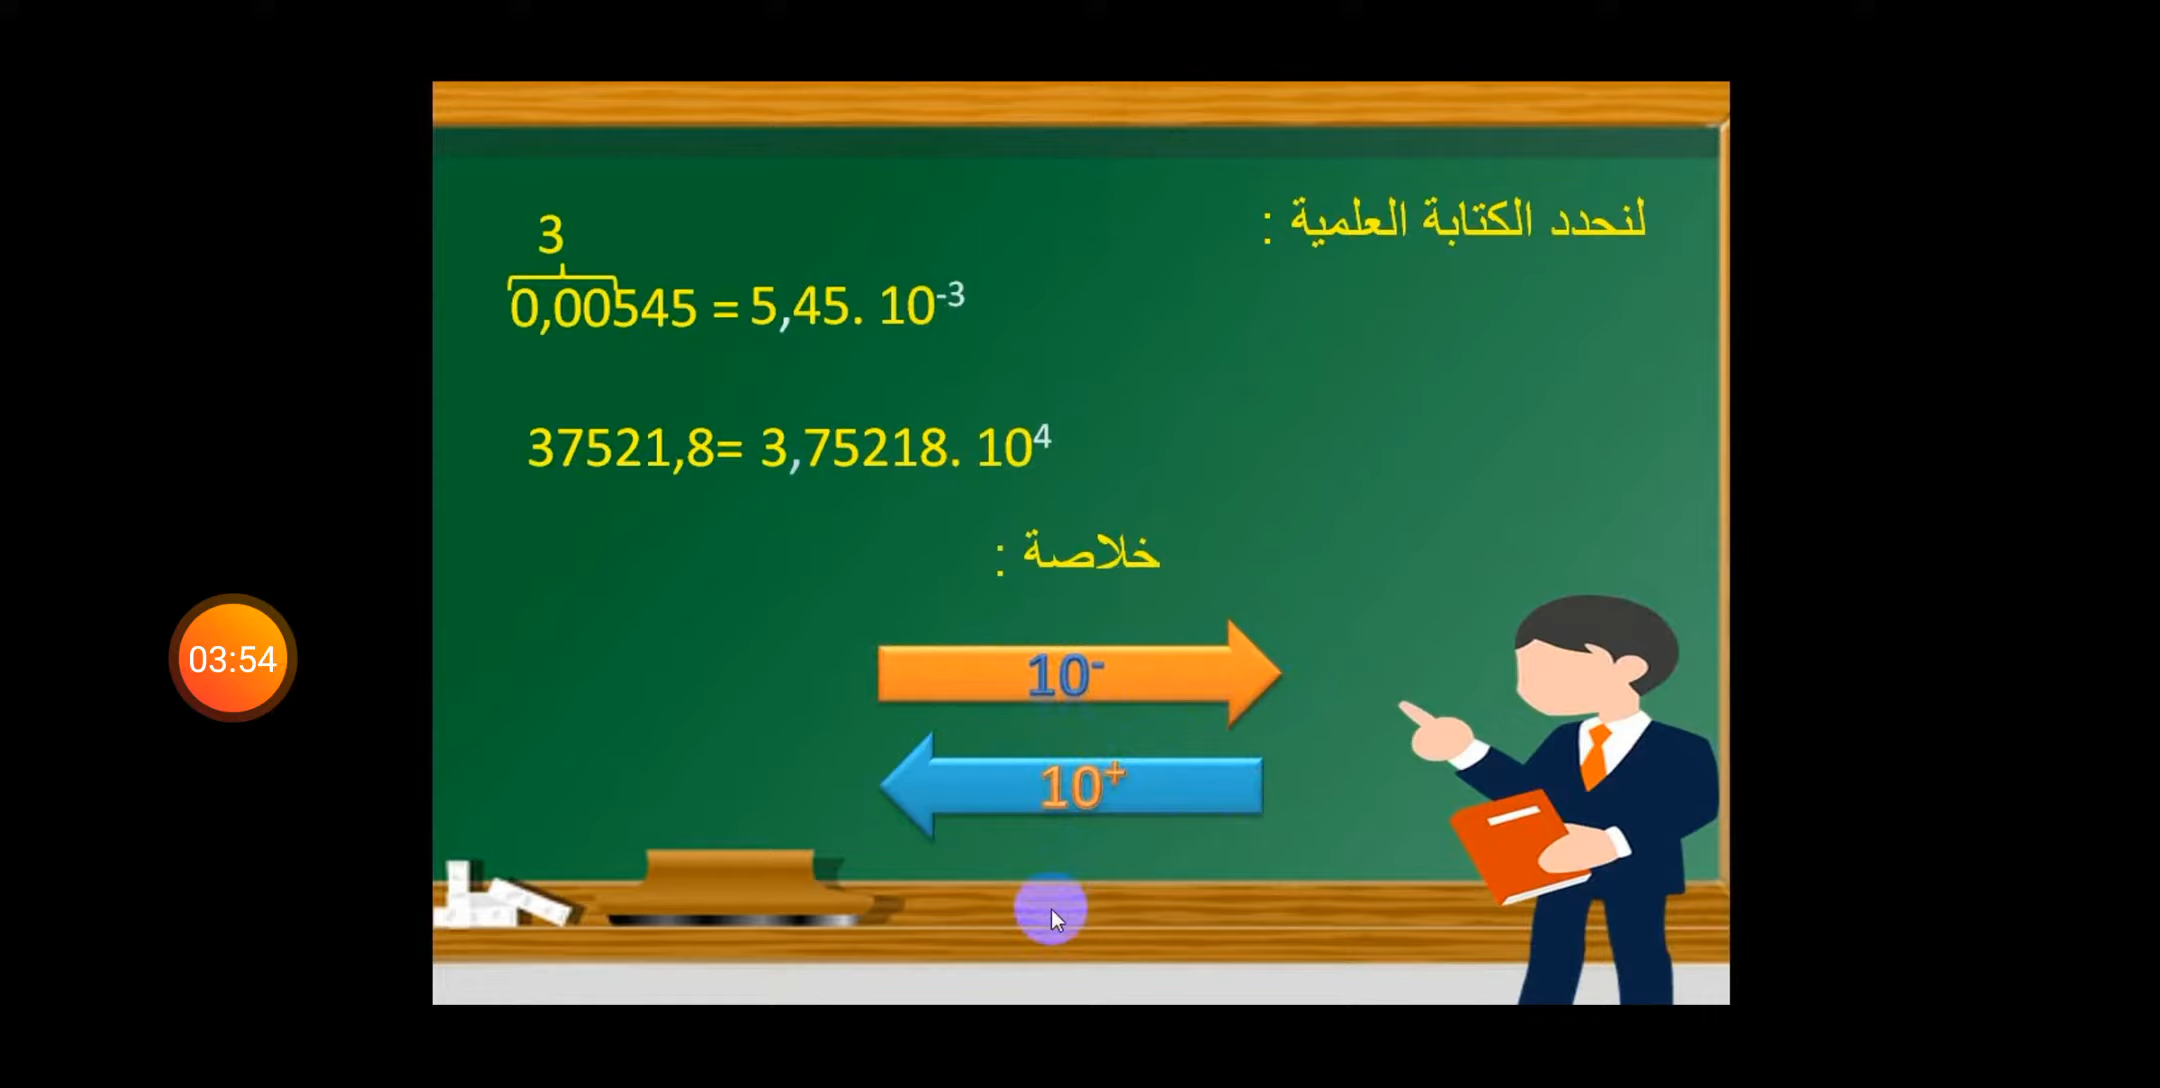 لنحدد الكتابة العلمية :
3
0,00545 = 5,45. 10⁻³
37521,8= 3,75218. 10⁴
خلاصة :
10⁻
10⁺
03:54